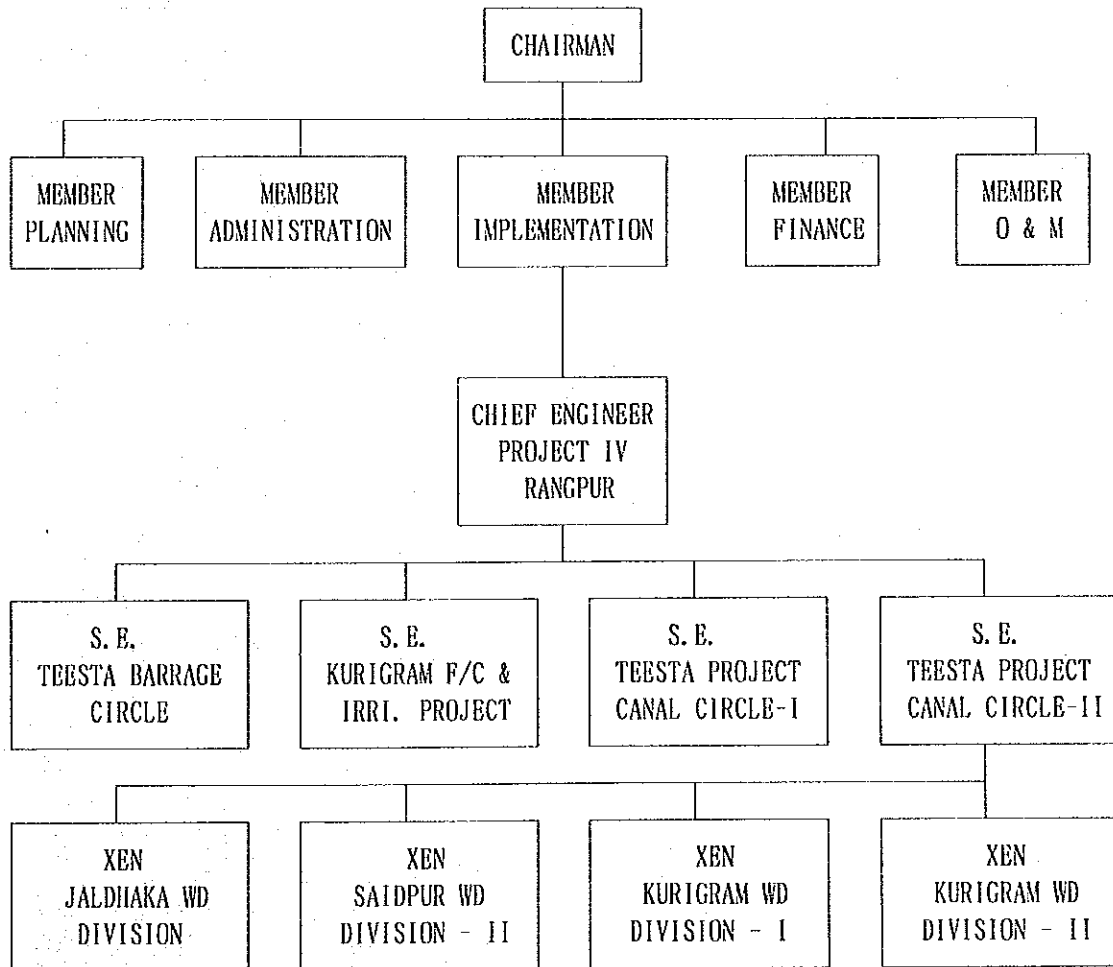 CHAIRMAN
MEMBER
PLANNING
MEMBER
ADMINISTRATION
MEMBER
IMPLEMENTATION
MEMBER
FINANCE
MEMBER
O & M
CHIEF ENGINEER
PROJECT IV
RANGPUR
S. E.
TEESTA BARRAGE
CIRCLE
S. E.
KURIGRAM F/C &
IRRI. PROJECT
S. E.
TEESTA PROJECT
CANAL CIRCLE-I
S. E.
TEESTA PROJECT
CANAL CIRCLE-II
XEN
JALDHAKA WD
DIVISION
XEN
SAIDPUR WD
DIVISION - II
XEN
KURIGRAM WD
DIVISION - I
XEN
KURIGRAM WD
DIVISION - II